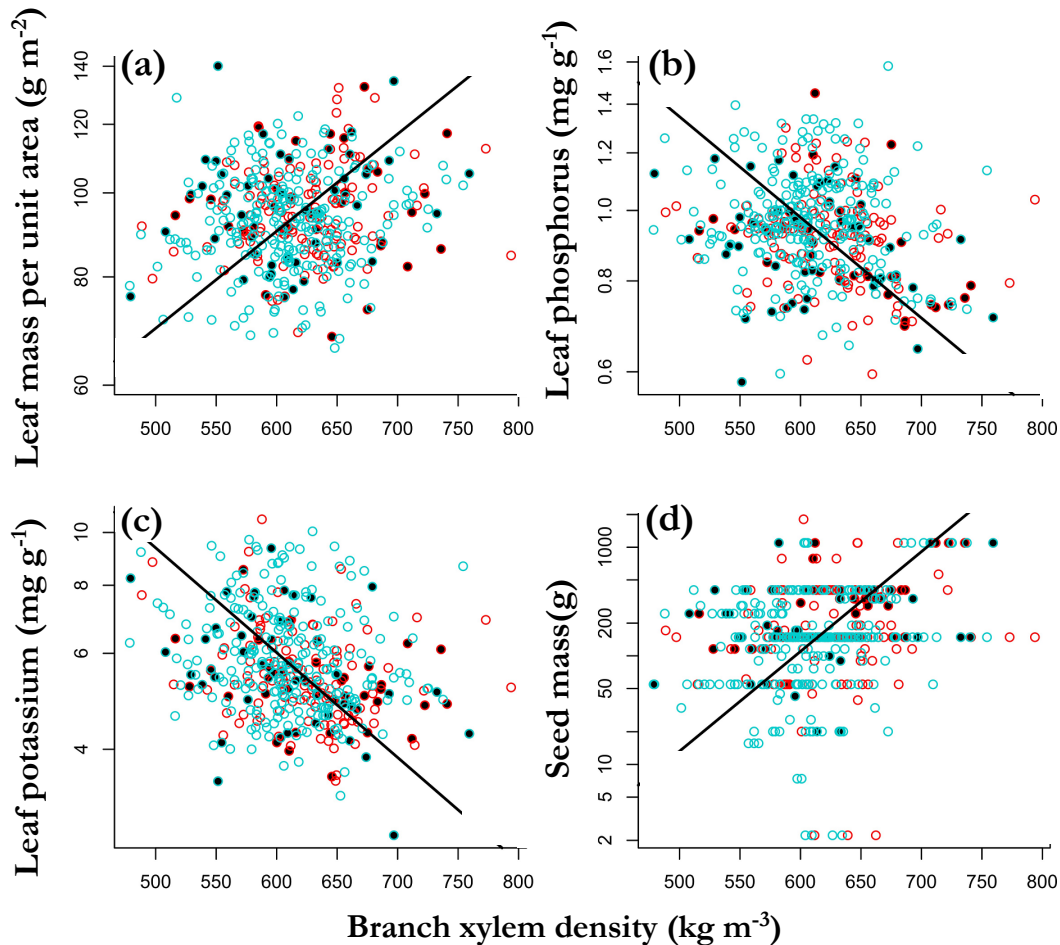 (a)
Leaf mass per unit area (g m-2)
140
120
100
80
60
500 550 600 650 700 750 800
(b)
Leaf phosphorus (mg g-1)
1.6
1.4
1.2
1.0
0.8
0.6
500 550 600 650 700 750 800
(c)
Leaf potassium (mg g-1)
10
8
6
4
500 550 600 650 700 750 800
(d)
Seed mass(g)
1000
200
50
10
5
2
500 550 600 650 700 750 800
Branch xylem density (kg m-3)